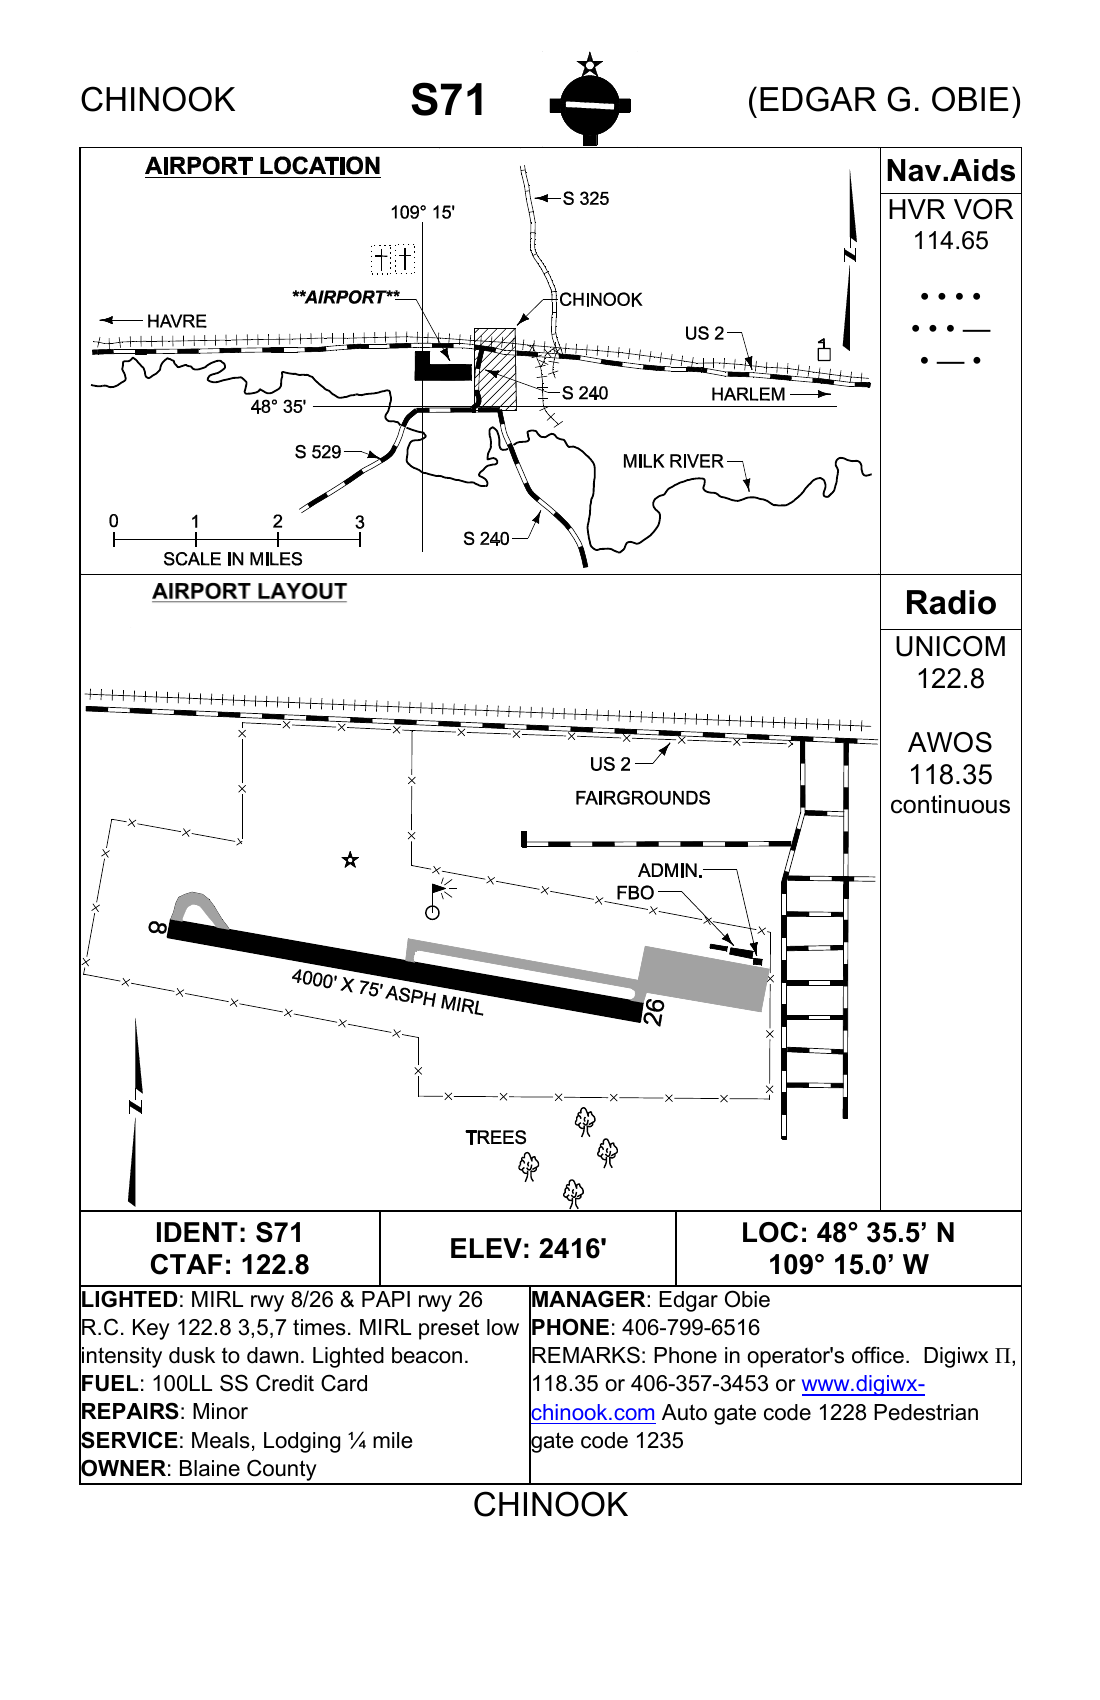 CHINOOK
S71
(EDGAR G. OBIE)
AIRPORT LOCATION
S 325
109° 15'
**AIRPORT**
CHINOOK
HAVRE
US 2
S 240
HARLEM
48° 35'
S 529
MILK RIVER
S 240
0 1 2 3
SCALE IN MILES
N
Nav.Aids
HVR VOR
114.65
• • • •
• • • —
• — •
AIRPORT LAYOUT
US 2
FAIRGROUNDS
ADMIN.
FBO
8
4000' X 75' ASPH MIRL
26
N
TREES
Radio
UNICOM
122.8
AWOS
118.35
continuous
IDENT: S71
CTAF: 122.8
ELEV: 2416'
LOC: 48° 35.5’ N
109° 15.0’ W
LIGHTED: MIRL rwy 8/26 & PAPI rwy 26
R.C. Key 122.8 3,5,7 times. MIRL preset low
intensity dusk to dawn. Lighted beacon.
FUEL: 100LL SS Credit Card
REPAIRS: Minor
SERVICE: Meals, Lodging ¼ mile
OWNER: Blaine County
MANAGER: Edgar Obie
PHONE: 406-799-6516
REMARKS: Phone in operator's office. Digiwx Π,
118.35 or 406-357-3453 or www.digiwx-
chinook.com Auto gate code 1228 Pedestrian
gate code 1235
CHINOOK